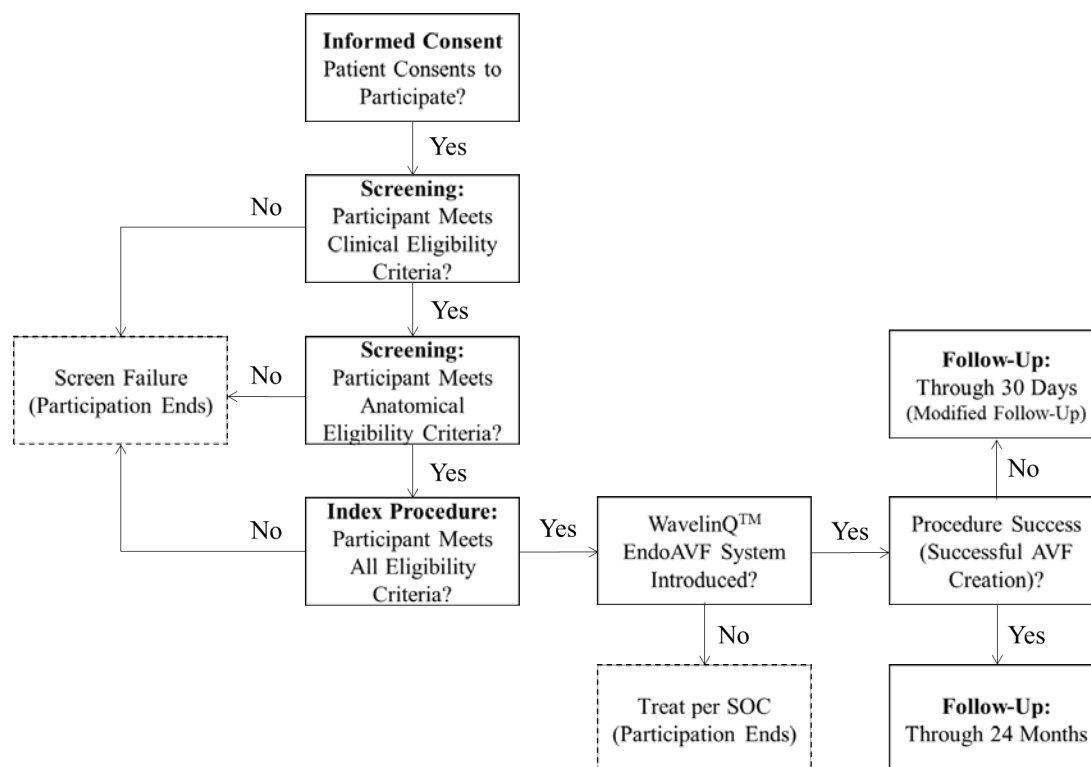 Informed Consent
Patient Consents to
Participate?
Yes
Screening:
Participant Meets
Clinical Eligibility
Criteria?
No
Yes
Screening:
Participant Meets
Anatomical
Eligibility Criteria?
No
Screen Failure
(Participation Ends)
Yes
Index Procedure:
Participant Meets
All Eligibility
Criteria?
No
Yes
WavelinQ™
EndoAVF System
Introduced?
No
Treat per SOC
(Participation Ends)
Yes
Procedure Success
(Successful AVF
Creation)?
No
Follow-Up:
Through 30 Days
(Modified Follow-Up)
Yes
Follow-Up:
Through 24 Months